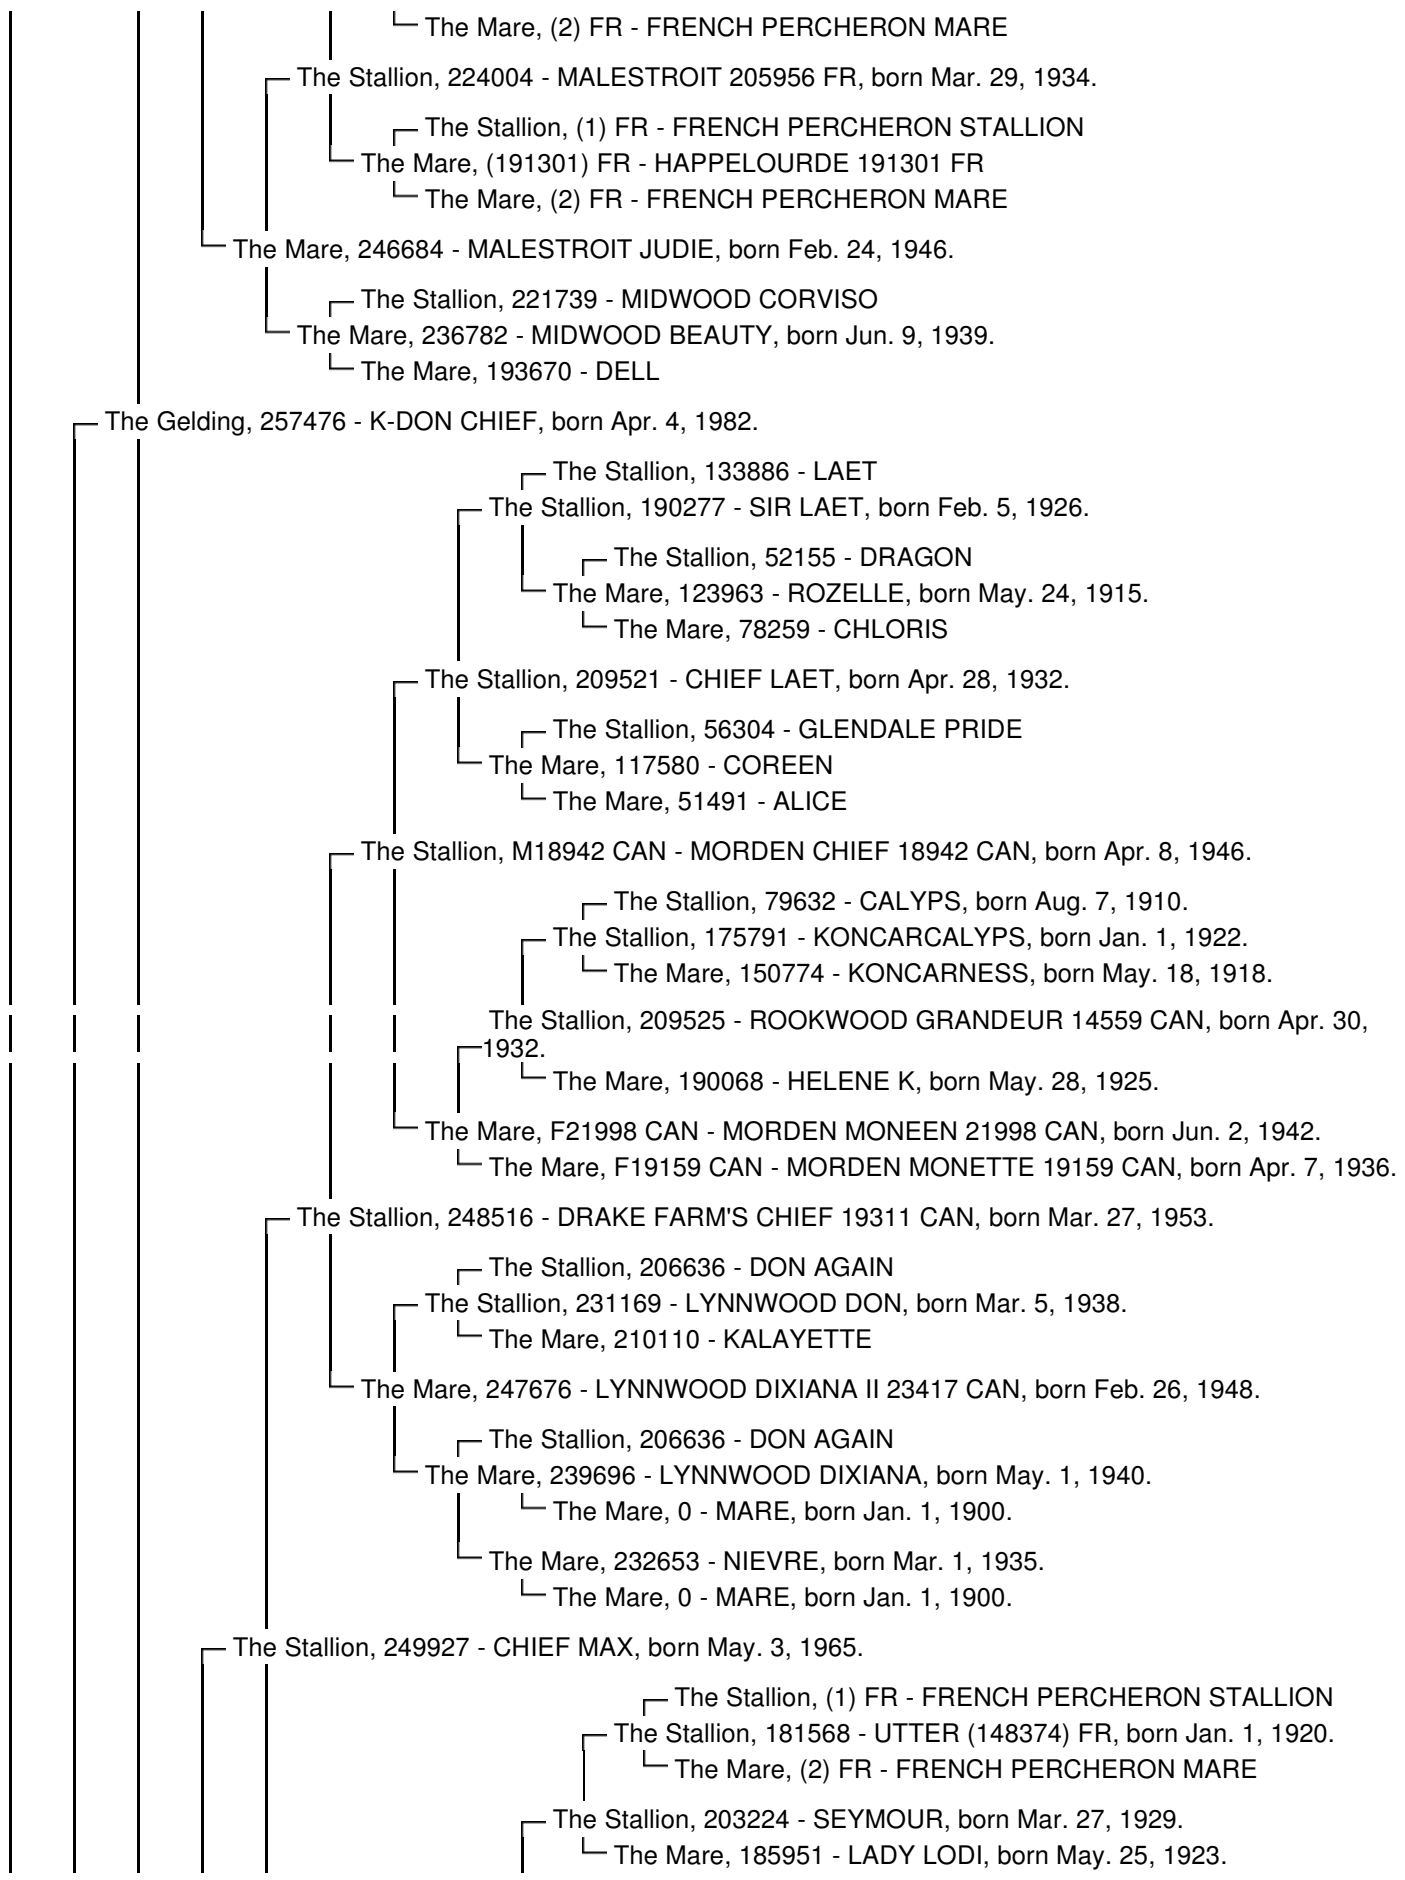 The Mare, (2) FR - FRENCH PERCHERON MARE
The Stallion, 224004 - MALESTROIT 205956 FR, born Mar. 29, 1934.
The Stallion, (1) FR - FRENCH PERCHERON STALLION
The Mare, (191301) FR - HAPPELOURDE 191301 FR
The Mare, (2) FR - FRENCH PERCHERON MARE
The Mare, 246684 - MALESTROIT JUDIE, born Feb. 24, 1946.
The Stallion, 221739 - MIDWOOD CORVISO
The Mare, 236782 - MIDWOOD BEAUTY, born Jun. 9, 1939.
The Mare, 193670 - DELL
The Gelding, 257476 - K-DON CHIEF, born Apr. 4, 1982.
The Stallion, 133886 - LAET
The Stallion, 190277 - SIR LAET, born Feb. 5, 1926.
The Stallion, 52155 - DRAGON
The Mare, 123963 - ROZELLE, born May. 24, 1915.
The Mare, 78259 - CHLORIS
The Stallion, 209521 - CHIEF LAET, born Apr. 28, 1932.
The Stallion, 56304 - GLENDALE PRIDE
The Mare, 117580 - COREEN
The Mare, 51491 - ALICE
The Stallion, M18942 CAN - MORDEN CHIEF 18942 CAN, born Apr. 8, 1946.
The Stallion, 79632 - CALYPS, born Aug. 7, 1910.
The Stallion, 175791 - KONCARCALYPS, born Jan. 1, 1922.
The Mare, 150774 - KONCARNESS, born May. 18, 1918.
The Stallion, 209525 - ROOKWOOD GRANDEUR 14559 CAN, born Apr. 30,
1932.
The Mare, 190068 - HELENE K, born May. 28, 1925.
The Mare, F21998 CAN - MORDEN MONEEN 21998 CAN, born Jun. 2, 1942.
The Mare, F19159 CAN - MORDEN MONETTE 19159 CAN, born Apr. 7, 1936.
The Stallion, 248516 - DRAKE FARM'S CHIEF 19311 CAN, born Mar. 27, 1953.
The Stallion, 206636 - DON AGAIN
The Stallion, 231169 - LYNNWOOD DON, born Mar. 5, 1938.
The Mare, 210110 - KALAYETTE
The Mare, 247676 - LYNNWOOD DIXIANA II 23417 CAN, born Feb. 26, 1948.
The Stallion, 206636 - DON AGAIN
The Mare, 239696 - LYNNWOOD DIXIANA, born May. 1, 1940.
The Mare, 0 - MARE, born Jan. 1, 1900.
The Mare, 232653 - NIEVRE, born Mar. 1, 1935.
The Mare, 0 - MARE, born Jan. 1, 1900.
The Stallion, 249927 - CHIEF MAX, born May. 3, 1965.
The Stallion, (1) FR - FRENCH PERCHERON STALLION
The Stallion, 181568 - UTTER (148374) FR, born Jan. 1, 1920.
The Mare, (2) FR - FRENCH PERCHERON MARE
The Stallion, 203224 - SEYMOUR, born Mar. 27, 1929.
The Mare, 185951 - LADY LODI, born May. 25, 1923.